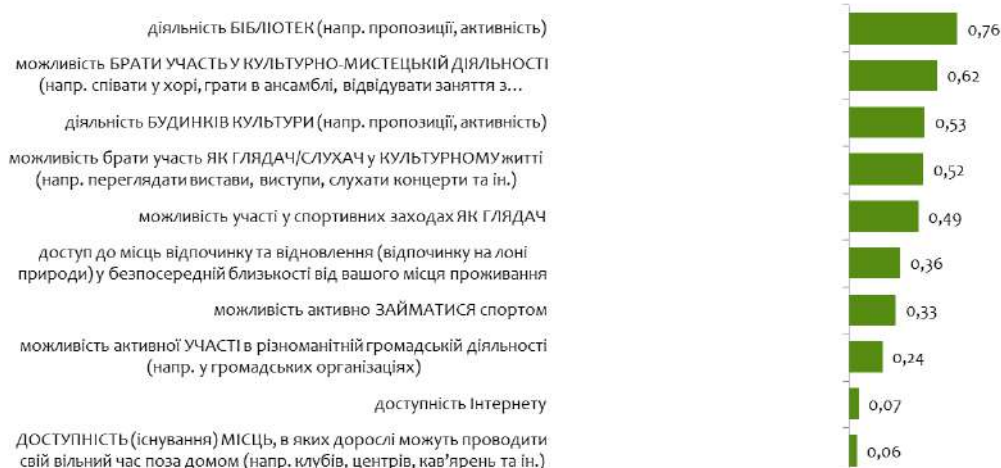 діяльність БІБЛІОТЕК (напр. пропозиції, активність)
0,76
можливість БРАТИ УЧАСТЬ У КУЛЬТУРНО-МИСТЕЦЬКІЙ ДІЯЛЬНОСТІ
(напр. співати у хорі, грати в ансамблі, відвідувати заняття з...
0,62
діяльність БУДИНКІВ КУЛЬТУРИ (напр. пропозиції, активність)
0,53
можливість брати участь ЯК ГЛЯДАЧ/СЛУХАЧ у КУЛЬТУРНОМУ житті
(напр. переглядати вистави, виступи, слухати концерти та ін.)
0,52
можливість участі у спортивних заходах ЯК ГЛЯДАЧ
0,49
доступ до місць відпочинку та відновлення (відпочинку на лоні
природи) у безпосередній близькості від вашого місця проживання
0,36
можливість активно ЗАЙМАТИСЯ спортом
0,33
можливість активної УЧАСТІ в різноманітній громадській діяльності
(напр. у громадських організаціях)
0,24
доступність Інтернету
0,07
ДОСТУПНІСТЬ (існування) МІСЦЬ, в яких дорослі можуть проводити
свій вільний час поза домом (напр. клубів, центрів, кав'ярень та ін.)
0,06